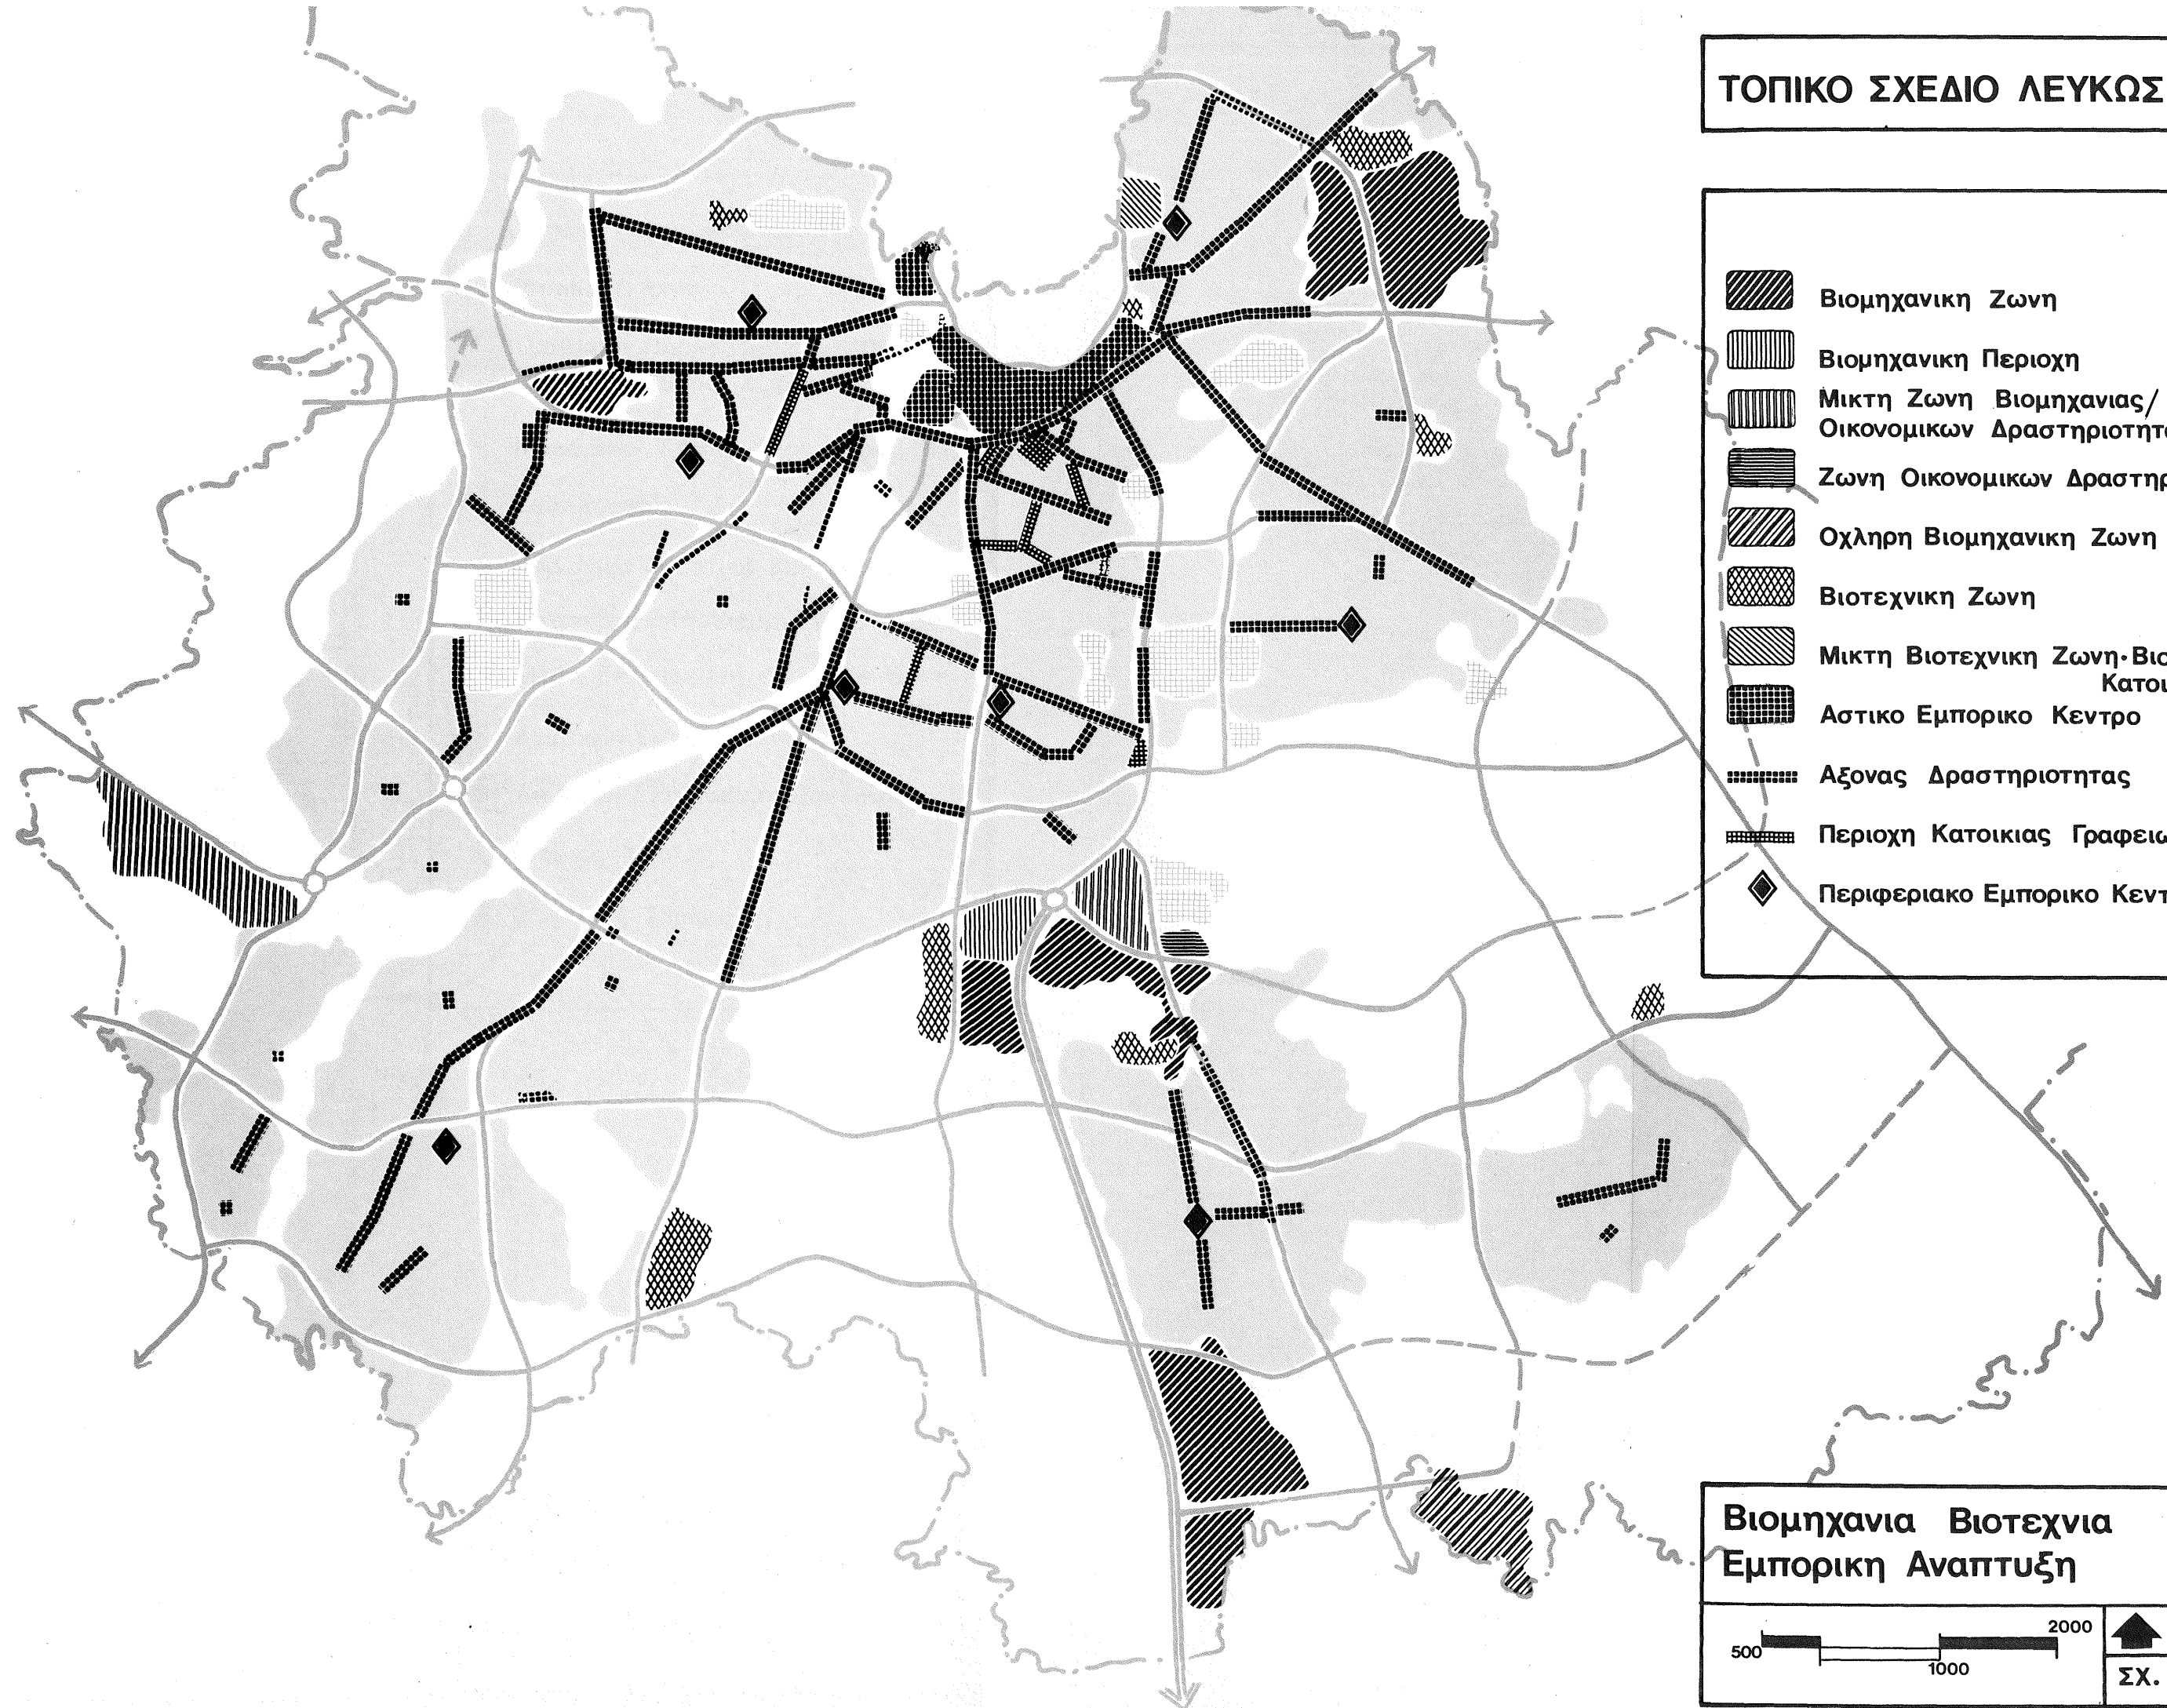 ΤΟΠΙΚΟ ΣΧΕΔΙΟ ΛΕΥΚΩΣ
Βιομηχανικη Ζωνη
Βιομηχανικη Περιοχη
Μικτη Ζωνη Βιομηχανιας/
Οικονομικων Δραστηριοτητ
Ζωνη Οικονομικων Δραστηρ
Οχληρη Βιομηχανικη Ζωνη
Βιοτεχνικη Ζωνη
Μικτη Βιοτεχνικη Ζωνη·Βιο
Κατοι
Αστικο Εμπορικο Κεντρο
Αξονας Δραστηριοτητας
Περιοχη Κατοικιας Γραφειω
Περιφεριακο Εμπορικο Κεντ
Βιομηχανια Βιοτεχνια
Εμπορικη Αναπτυξη
500 1000 2000
ΣΧ.